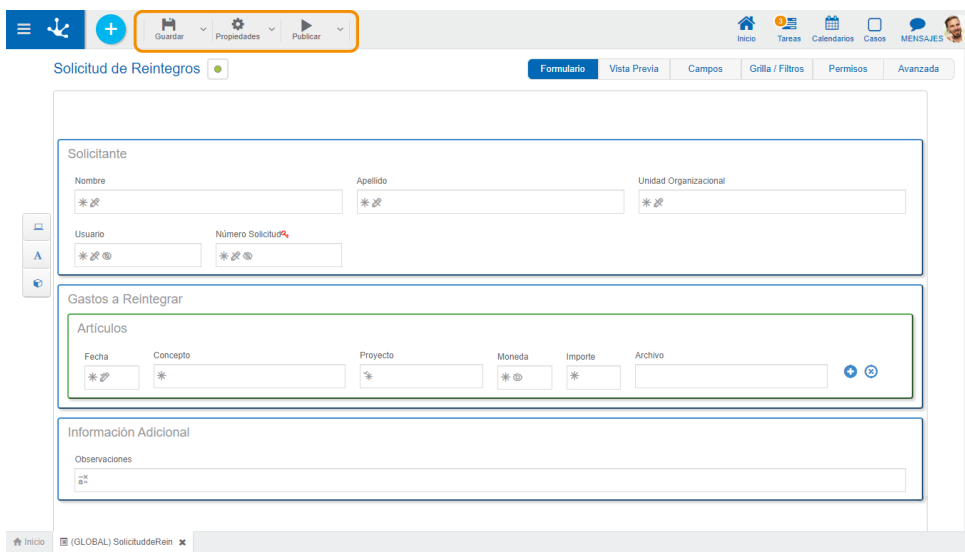 Guardar Propiedades Publicar
Inicio 3 Tareas Calendarios Casos MENSAJES
Solicitud de Reintegros
Formulario Vista Previa Campos Grilla / Filtros Permisos Avanzada
Solicitante
Nombre Apellido Unidad Organizacional
Usuario Número Solicitud
A
Gastos a Reintegrar
Artículos
Fecha Concepto Proyecto Moneda Importe Archivo
Información Adicional
Observaciones
Inicio (GLOBAL) SolicituddeRein